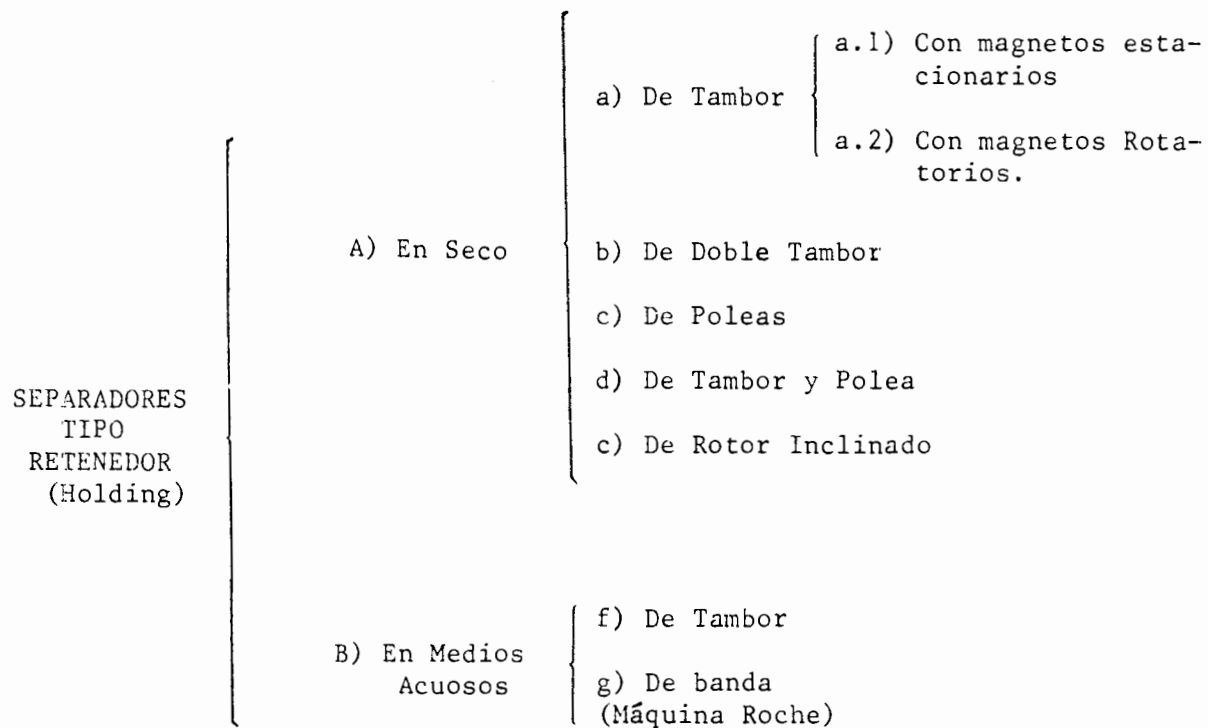 SEPARADORES
TIPO
RETENEDOR
(Holding)
A) En Seco
a) De Tambor
a.1) Con magnetos esta-
cionarios
a.2) Con magnetos Rota-
torios.
b) De Doble Tambor
c) De Poleas
d) De Tambor y Polea
c) De Rotor Inclinado
B) En Medios
Acuosos
f) De Tambor
g) De banda
(Máquina Roche)